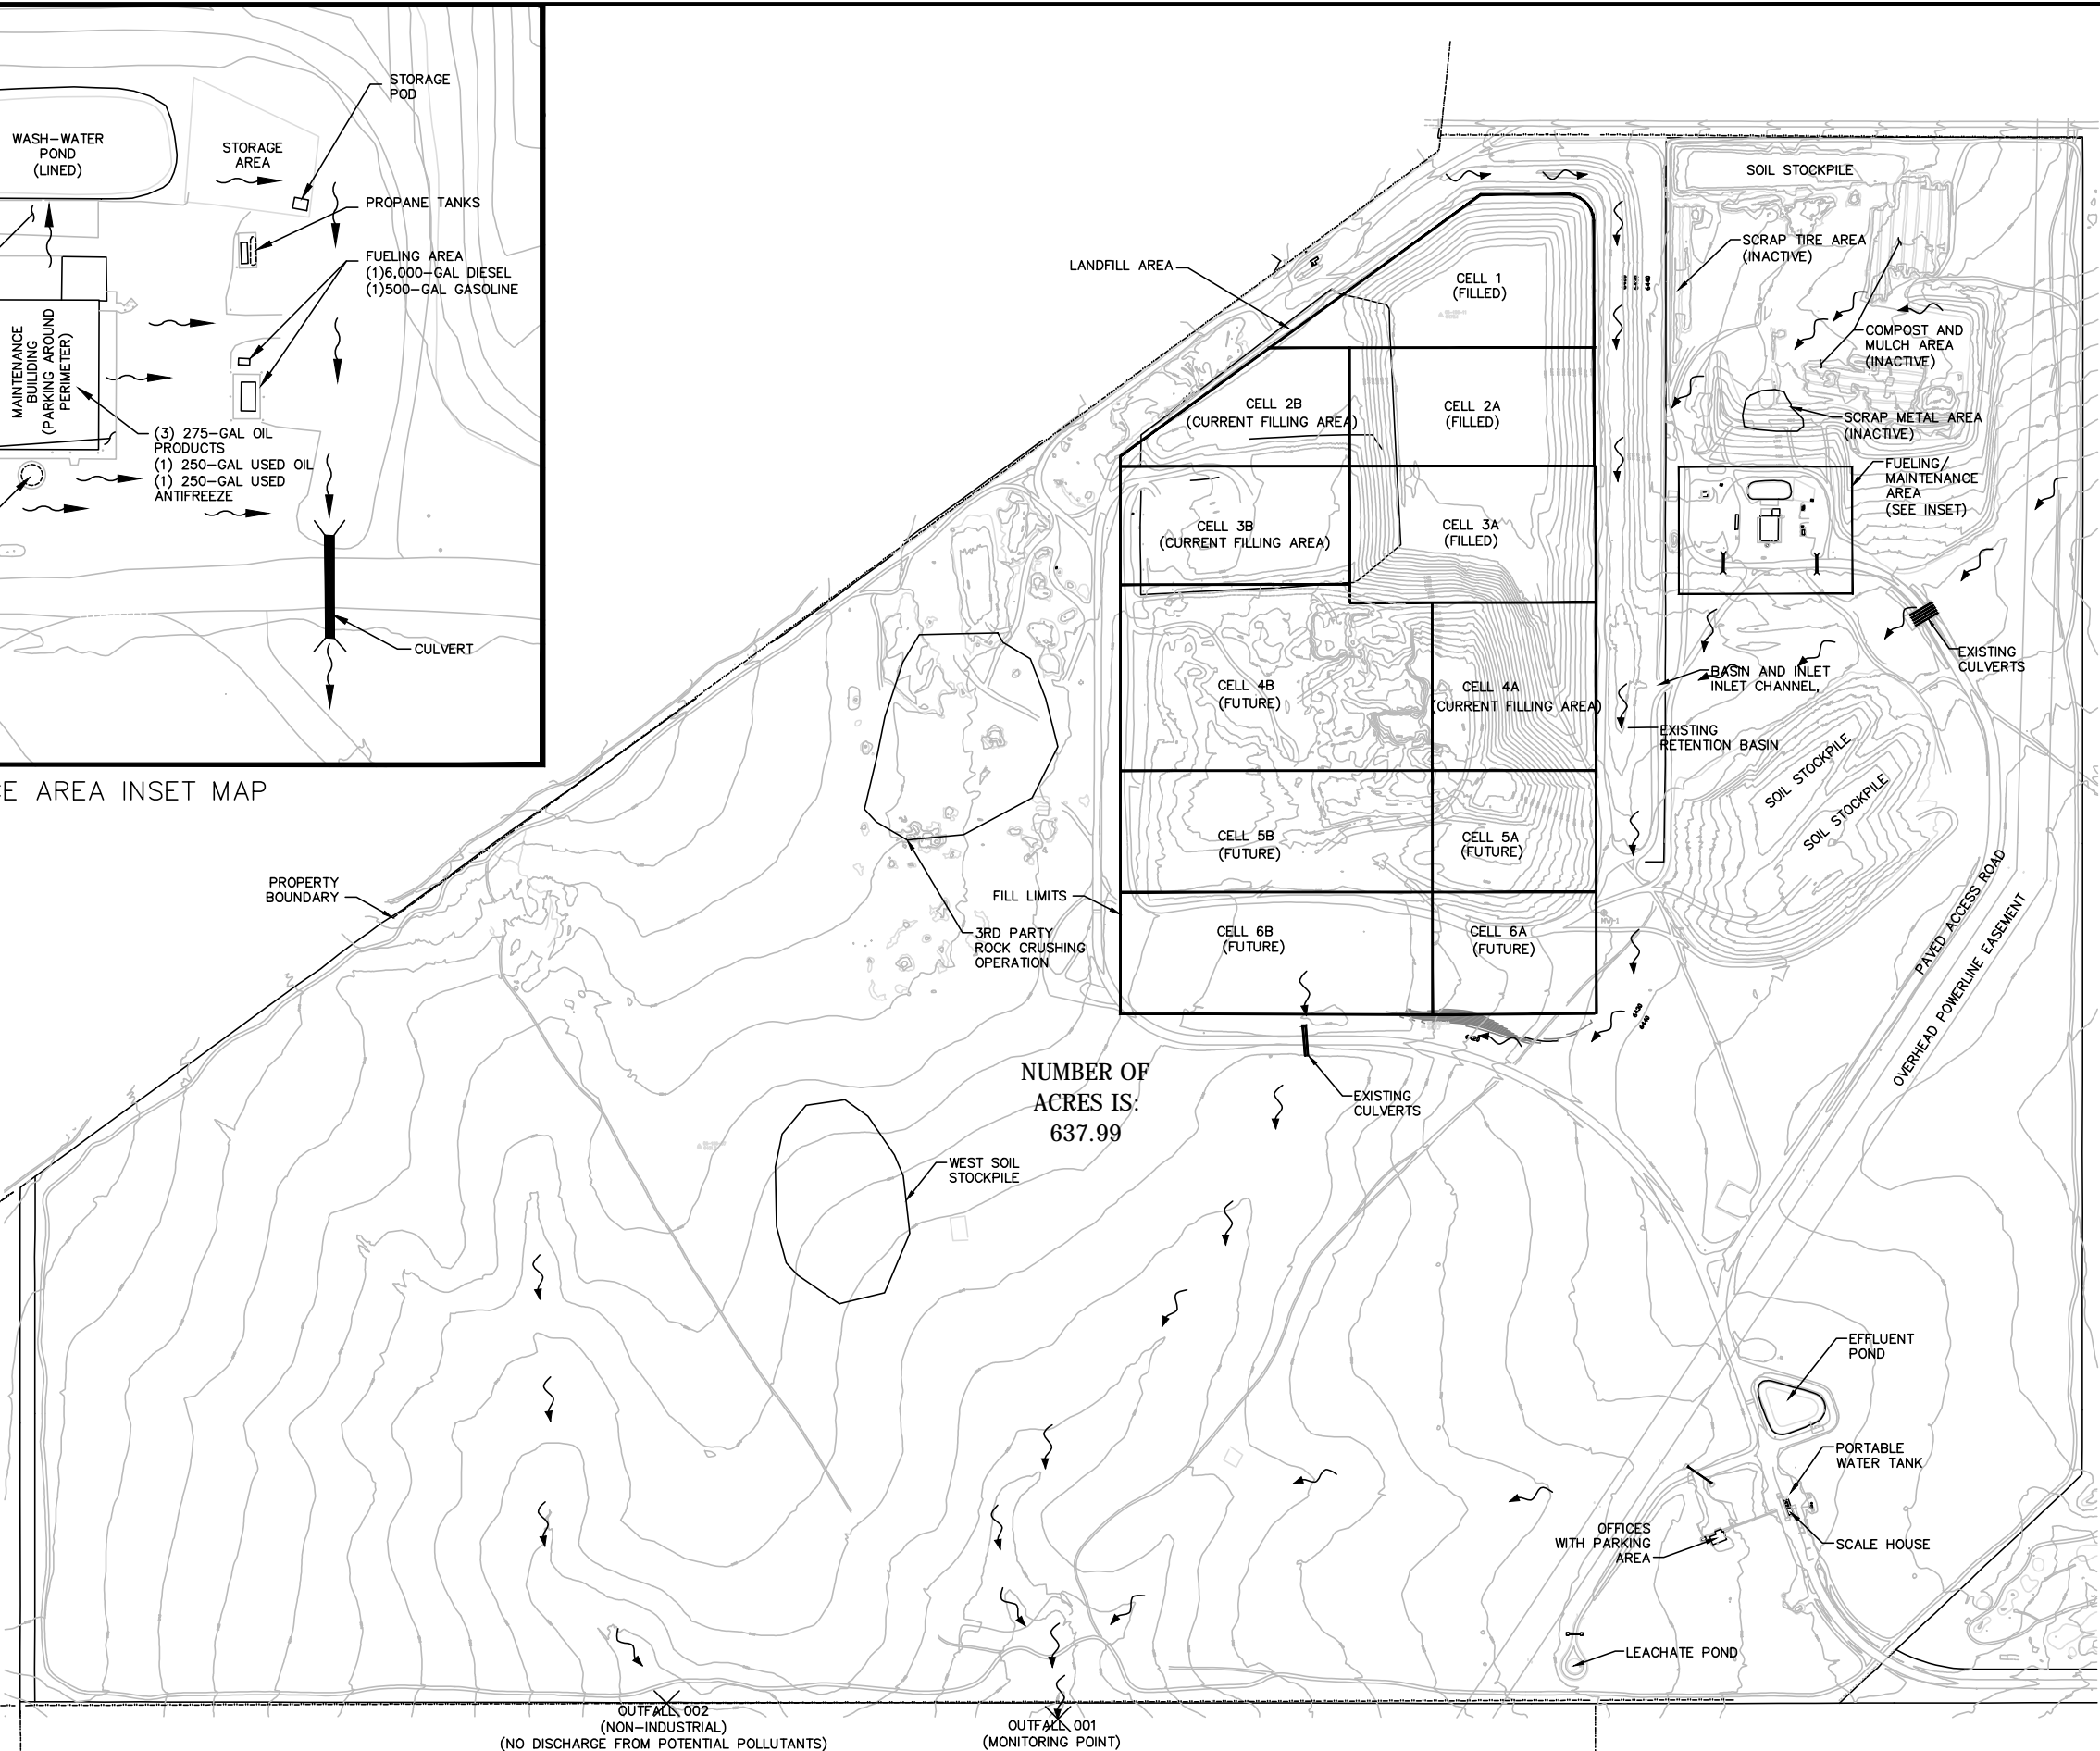 STORAGE
POD
WASH-WATER
POND
(LINED)
STORAGE
AREA
PROPANE TANKS
FUELING AREA
(1)6,000-GAL DIESEL
(1)500-GAL GASOLINE
MAINTENANCE
BUILDING
(PARKING AROUND
PERIMETER)
(3) 275-GAL OIL
PRODUCTS
(1) 250-GAL USED OIL
(1) 250-GAL USED
ANTIFREEZE
CULVERT
E AREA INSET MAP
LANDFILL AREA
CELL 1
(FILLED)
CELL 2B
(CURRENT FILLING AREA)
CELL 2A
(FILLED)
CELL 3B
(CURRENT FILLING AREA)
CELL 3A
(FILLED)
CELL 4B
(FUTURE)
CELL 4A
(CURRENT FILLING AREA)
CELL 5B
(FUTURE)
CELL 5A
(FUTURE)
CELL 6B
(FUTURE)
CELL 6A
(FUTURE)
FILL LIMITS
SOIL STOCKPILE
SCRAP TIRE AREA
(INACTIVE)
COMPOST AND
MULCH AREA
(INACTIVE)
SCRAP METAL AREA
(INACTIVE)
FUELING/
MAINTENANCE
AREA
(SEE INSET)
EXISTING
CULVERTS
BASIN AND INLET
INLET CHANNEL,
EXISTING
RETENTION BASIN
SOIL STOCKPILE
SOIL STOCKPILE
PAVED ACCESS ROAD
OVERHEAD POWERLINE EASEMENT
6440
6430
6440
6420
MW-1
PROPERTY
BOUNDARY
3RD PARTY
ROCK CRUSHING
OPERATION
NUMBER OF
ACRES IS:
637.99
EXISTING
CULVERTS
WEST SOIL
STOCKPILE
EFFLUENT
POND
PORTABLE
WATER TANK
OFFICES
WITH PARKING
AREA
SCALE HOUSE
LEACHATE POND
OUTFALL 002
(NON-INDUSTRIAL)
(NO DISCHARGE FROM POTENTIAL POLLUTANTS)
OUTFALL 001
(MONITORING POINT)